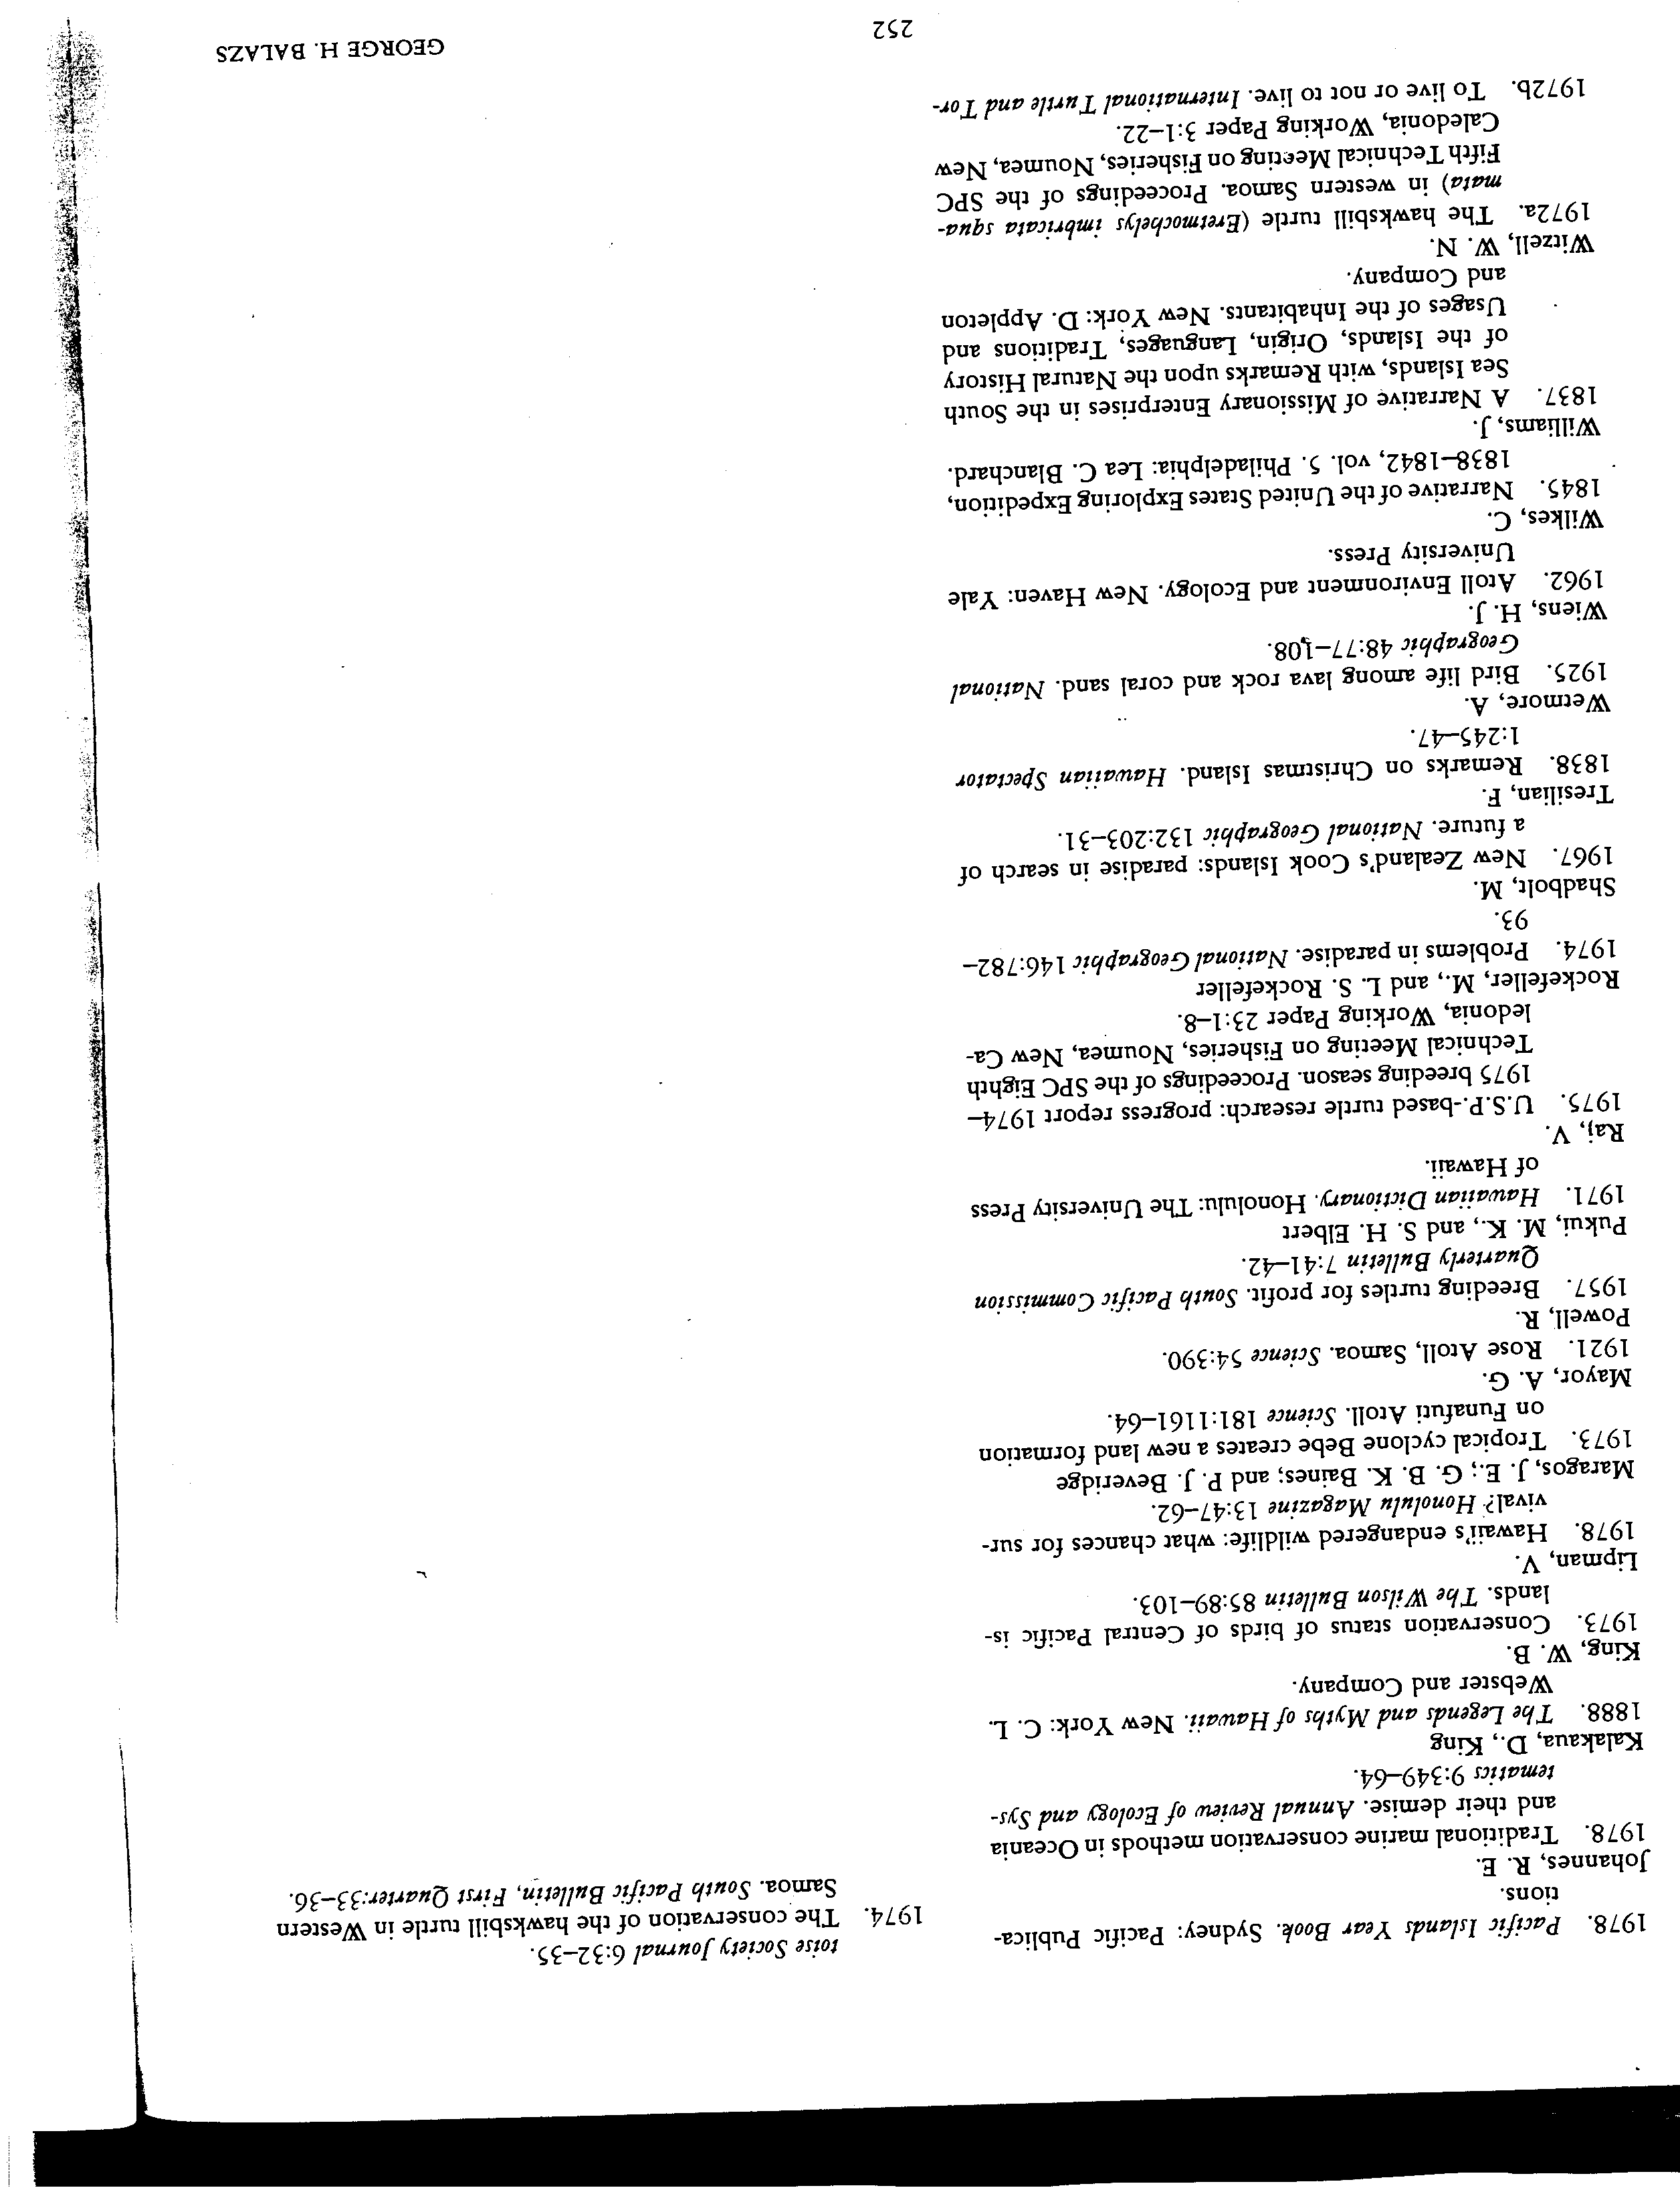 1978. Pacific Islands Year Book. Sydney: Pacific Publica-
tions.
Johannes, R. E.
1978. Traditional marine conservation methods in Oceania
and their demise. Annual Review of Ecology and Sys-
tematics 9:349–64.
Kalakaua, D., King
1888. The Legends and Myths of Hawaii. New York: C. L.
Webster and Company.
King, W. B.
1973. Conservation status of birds of Central Pacific is-
lands. The Wilson Bulletin 85:89–103.
Lipman, V.
1978. Hawaii's endangered wildlife: what chances for sur-
vival? Honolulu Magazine 13:47–62.
Maragos, J. E.; G. B. K. Baines; and P. J. Beveridge
1973. Tropical cyclone Bebe creates a new land formation
on Funafuti Atoll. Science 181:1161–64.
Mayor, A. G.
1921. Rose Atoll, Samoa. Science 54:390.
Powell, R.
1957. Breeding turtles for profit. South Pacific Commission
Quarterly Bulletin 7:41–42.
Pukui, M. K., and S. H. Elbert
1971. Hawaiian Dictionary. Honolulu: The University Press
of Hawaii.
Raj, V.
1975. U.S.P.-based turtle research: progress report 1974–
1975 breeding season. Proceedings of the SPC Eighth
Technical Meeting on Fisheries, Noumea, New Ca-
ledonia, Working Paper 23:1–8.
Rockefeller, M., and L. S. Rockefeller
1974. Problems in paradise. National Geographic 146:782–
93.
Shadbolt, M.
1967. New Zealand's Cook Islands: paradise in search of
a future. National Geographic 132:203–31.
Tresilian, F.
1838. Remarks on Christmas Island. Hawaiian Spectator
1:245–47.
Wetmore, A.
1925. Bird life among lava rock and coral sand. National
Geographic 48:77–108.
Wiens, H. J.
1962. Atoll Environment and Ecology. New Haven: Yale
University Press.
Wilkes, C.
1845. Narrative of the United States Exploring Expedition,
1838–1842, vol. 5. Philadelphia: Lea C. Blanchard.
Williams, J.
1837. A Narrative of Missionary Enterprises in the South
Sea Islands, with Remarks upon the Natural History
of the Islands, Origin, Languages, Traditions and
Usages of the Inhabitants. New York: D. Appleton
and Company.
Witzell, W. N.
1972a. The hawksbill turtle (Eretmochelys imbricata squa-
mata) in western Samoa. Proceedings of the SPC
Fifth Technical Meeting on Fisheries, Noumea, New
Caledonia, Working Paper 3:1–22.
1972b. To live or not to live. International Turtle and Tor-
toise Society Journal 6:32–35.
1974. The conservation of the hawksbill turtle in Western
Samoa. South Pacific Bulletin, First Quarter:33–36.
252
GEORGE H. BALAZS